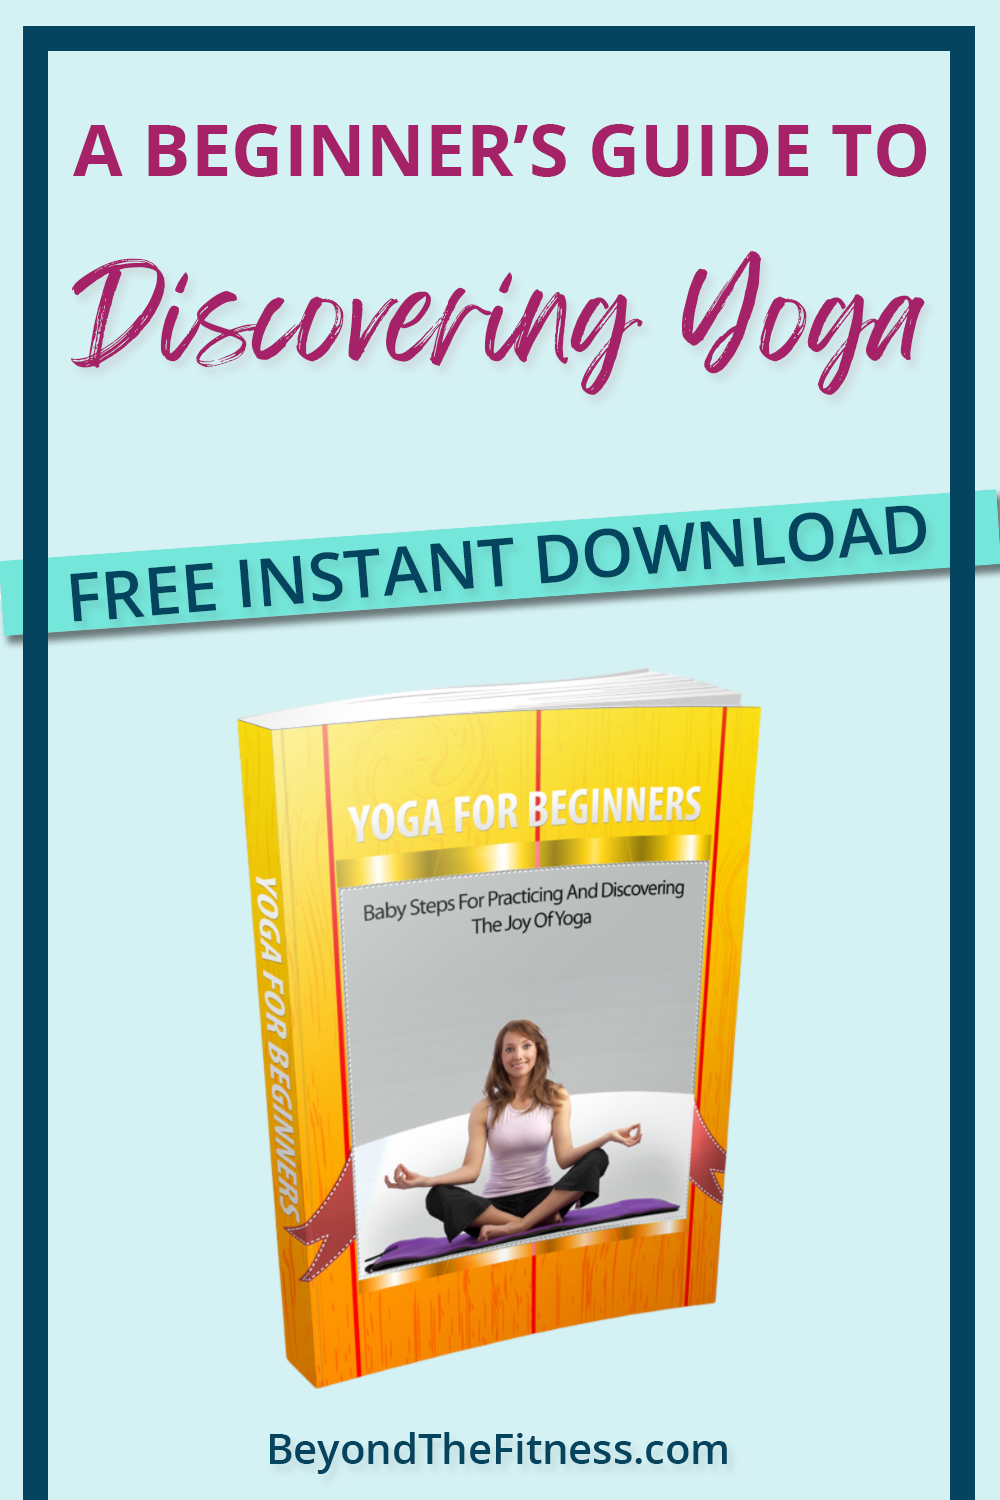 A BEGINNER’S GUIDE TO
Discovering Yoga
FREE INSTANT DOWNLOAD
YOGA FOR BEGINNERS
Baby Steps For Practicing And Discovering
The Joy Of Yoga
YOGA FOR BEGINNERS
BeyondTheFitness.com